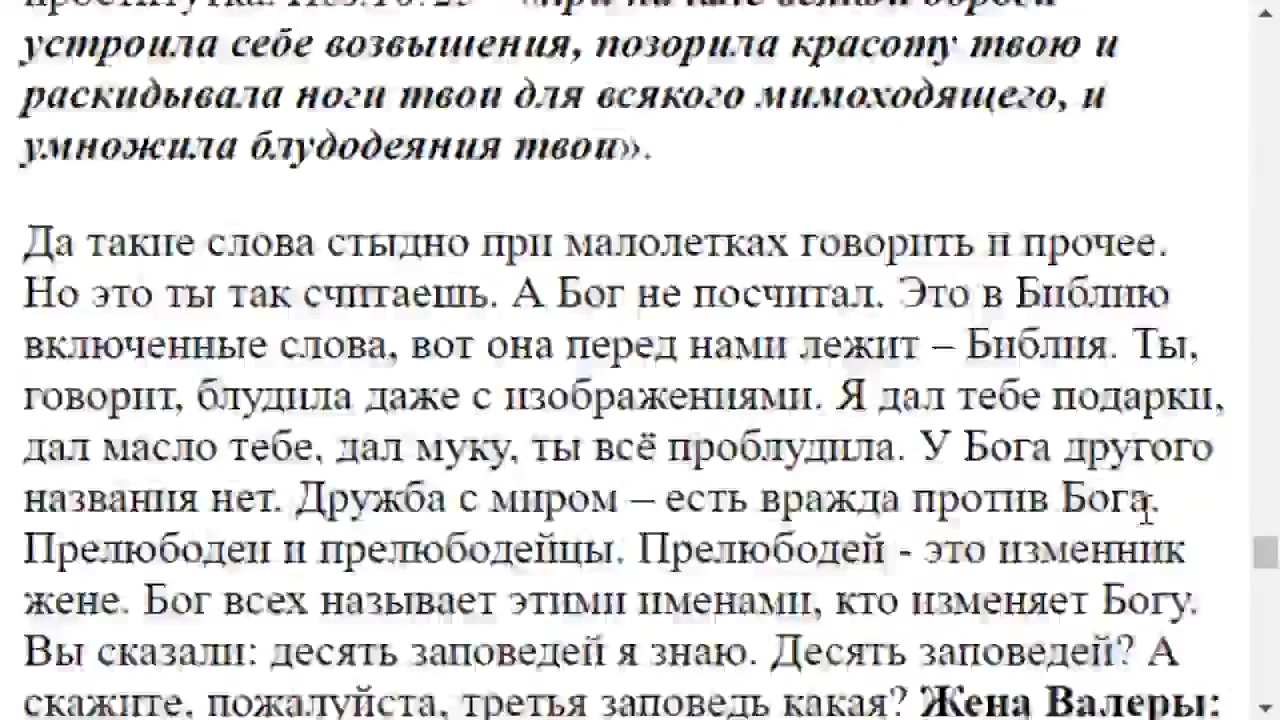 устроила себе возвышения, позорила красоту твою и
раскидывала ноги твои для всякого мимоходящего, и
умножила блудодеяния твои».
Да такие слова стыдно при малолетках говорить и прочее.
Но это ты так считаешь. А Бог не посчитал. Это в Библию
включенные слова, вот она перед нами лежит – Библия. Ты,
говорит, блудила даже с изображениями. Я дал тебе подарки,
дал масло тебе, дал муку, ты всё проблудила. У Бога другого
названия нет. Дружба с миром – есть вражда против Бога.
Прелюбодеи и прелюбодейцы. Прелюбодей - это изменник
жене. Бог всех называет этими именами, кто изменяет Богу.
Вы сказали: десять заповедей я знаю. Десять заповедей? А
скажите, пожалуйста, третья заповедь какая? Жена Валеры: